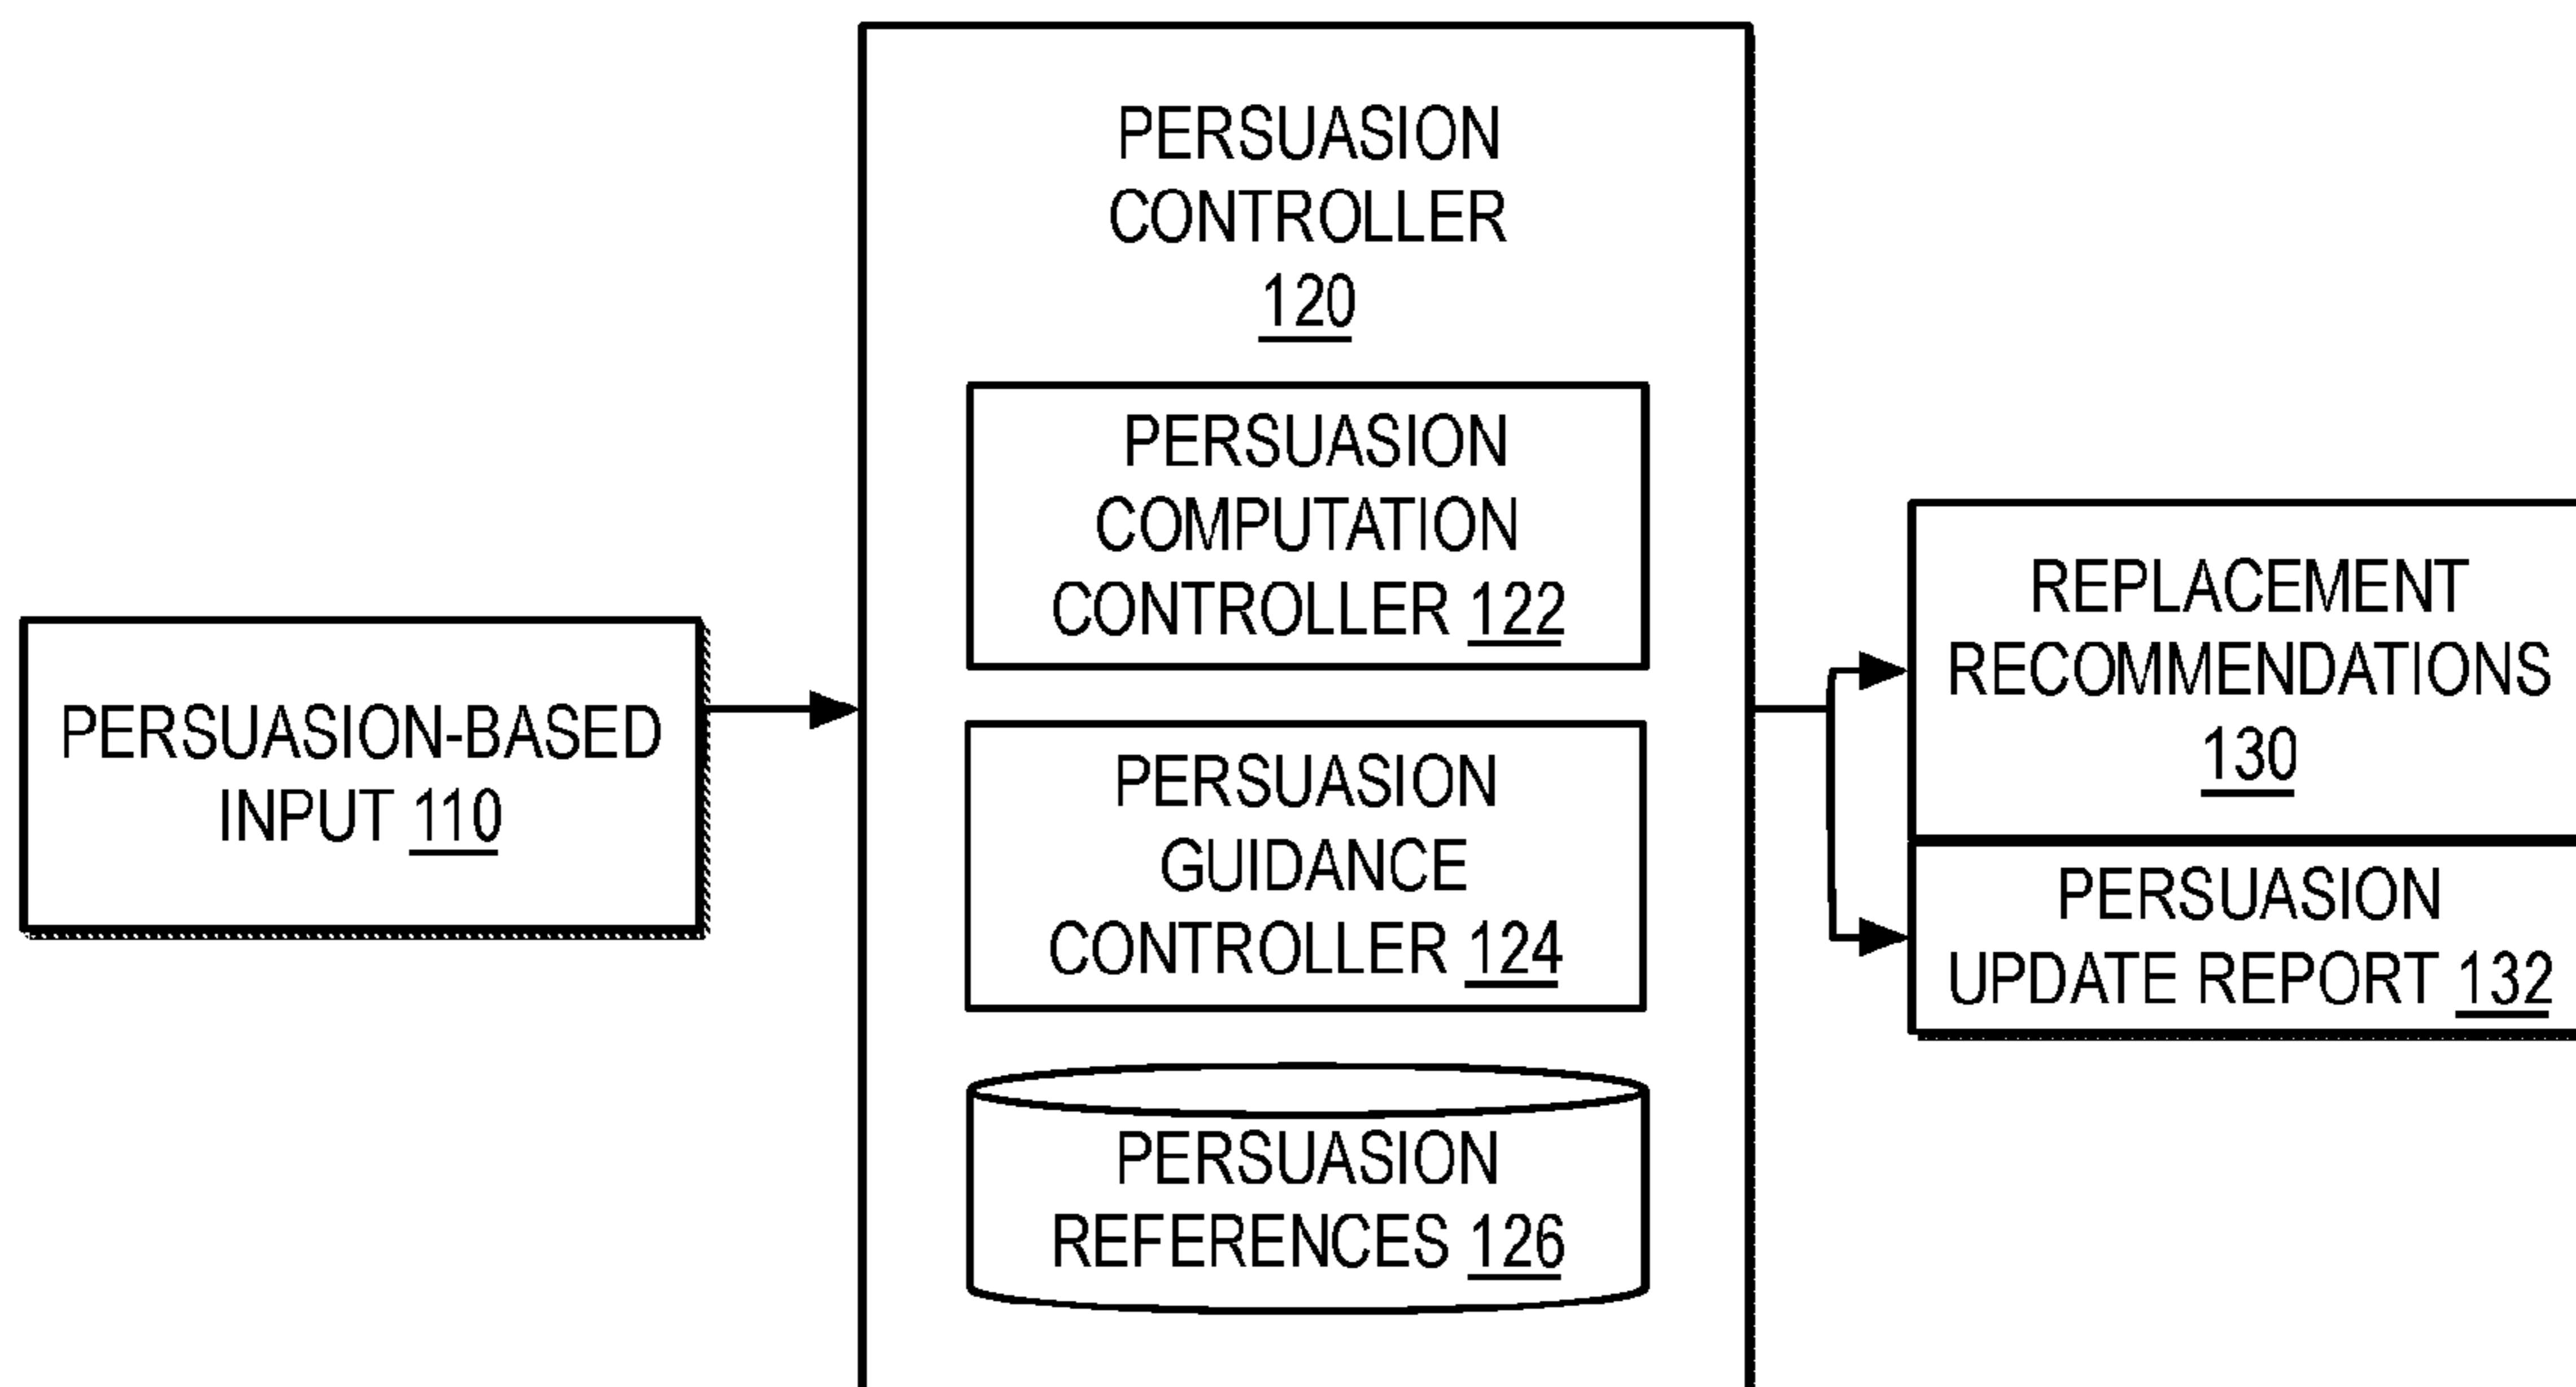 PERSUASION-BASED
INPUT 110
PERSUASION
CONTROLLER
120
PERSUASION
COMPUTATION
CONTROLLER 122
PERSUASION
GUIDANCE
CONTROLLER 124
PERSUASION
REFERENCES 126
REPLACEMENT
RECOMMENDATIONS
130
PERSUASION
UPDATE REPORT 132